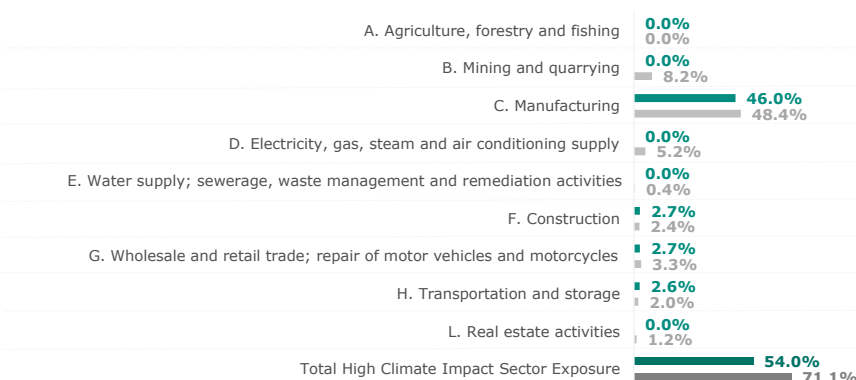 A. Agriculture, forestry and fishing 0.0%
0.0%
B. Mining and quarrying 0.0%
8.2%
C. Manufacturing 46.0%
48.4%
D. Electricity, gas, steam and air conditioning supply 0.0%
5.2%
E. Water supply; sewerage, waste management and remediation activities 0.0%
0.4%
F. Construction 2.7%
2.4%
G. Wholesale and retail trade; repair of motor vehicles and motorcycles 2.7%
3.3%
H. Transportation and storage 2.6%
2.0%
L. Real estate activities 0.0%
1.2%
Total High Climate Impact Sector Exposure 54.0%
71.1%